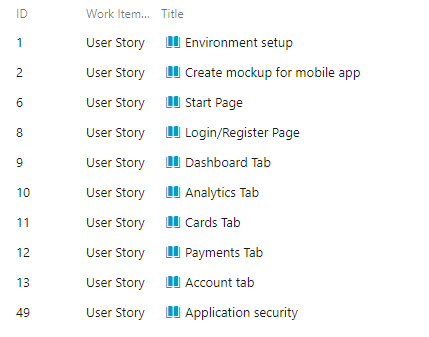 ID Work Item... Title
1 User Story Environment setup
2 User Story Create mockup for mobile app
6 User Story Start Page
8 User Story Login/Register Page
9 User Story Dashboard Tab
10 User Story Analytics Tab
11 User Story Cards Tab
12 User Story Payments Tab
13 User Story Account tab
49 User Story Application security